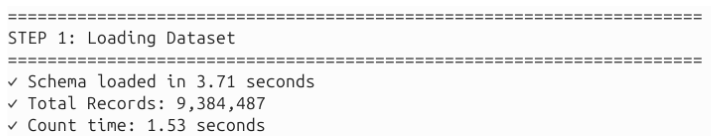 ======================================================================
STEP 1: Loading Dataset
======================================================================
✓ Schema loaded in 3.71 seconds
✓ Total Records: 9,384,487
✓ Count time: 1.53 seconds